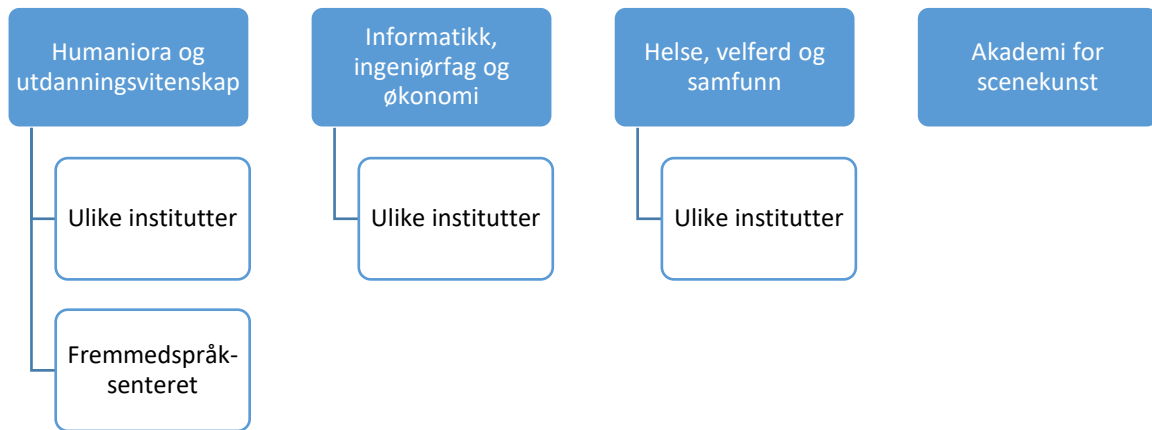 Humaniora og
utdanningsvitenskap
Informatikk,
ingeniørfag og
økonomi
Helse, velferd og
samfunn
Akademi for
scenekunst
Ulike institutter
Ulike institutter
Ulike institutter
Fremmedspråk-
senteret